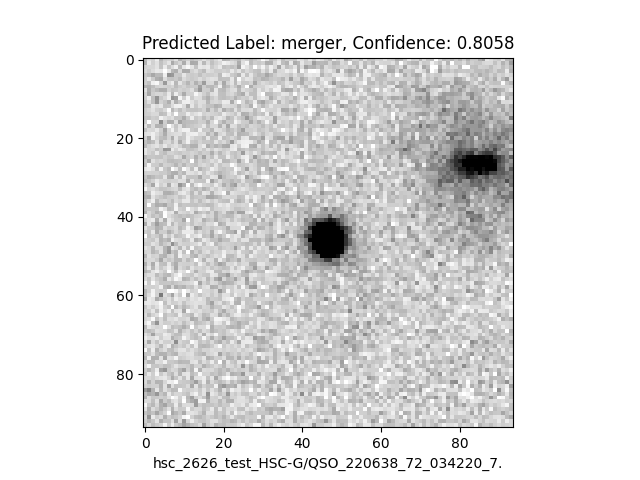 Predicted Label: merger, Confidence: 0.8058
0
20
40
60
80
0 20 40 60 80
hsc_2626_test_HSC-G/QSO_220638_72_034220_7.